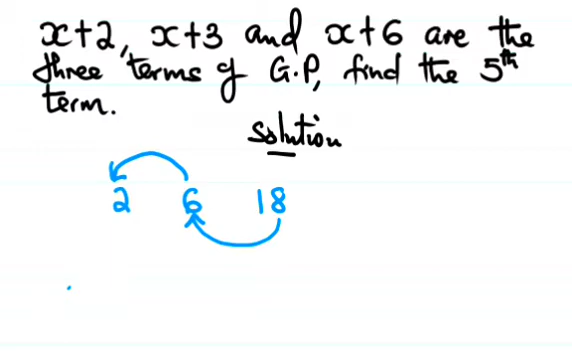 x+2, x+3 and x+6 are the
three terms of G.P, find the 5th
term.
Solution
2 6 18